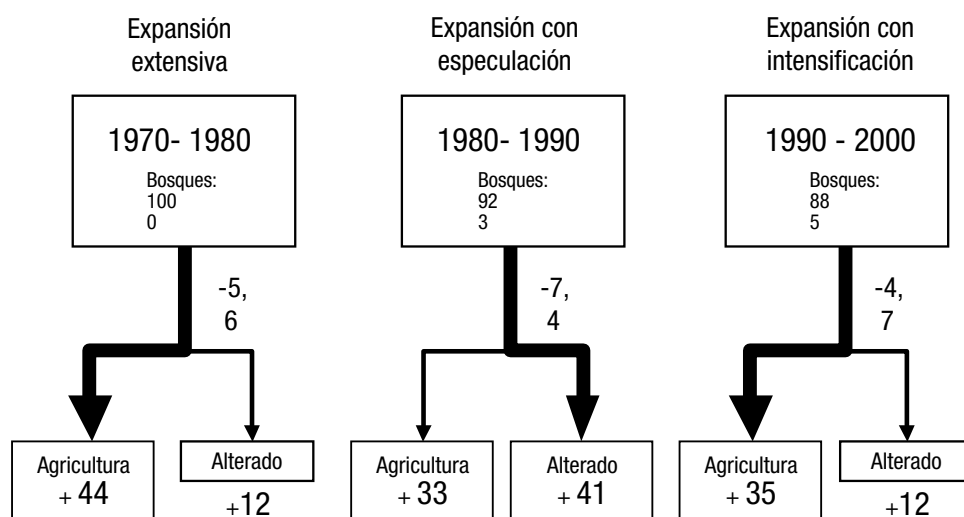 Expansión
extensiva
1970- 1980
Bosques:
100
0
-5,
6
Agricultura
+ 44
Alterado
+12
Expansión con
especulación
1980- 1990
Bosques:
92
3
-7,
4
Agricultura
+ 33
Alterado
+ 41
Expansión con
intensificación
1990 - 2000
Bosques:
88
5
-4,
7
Agricultura
+ 35
Alterado
+12